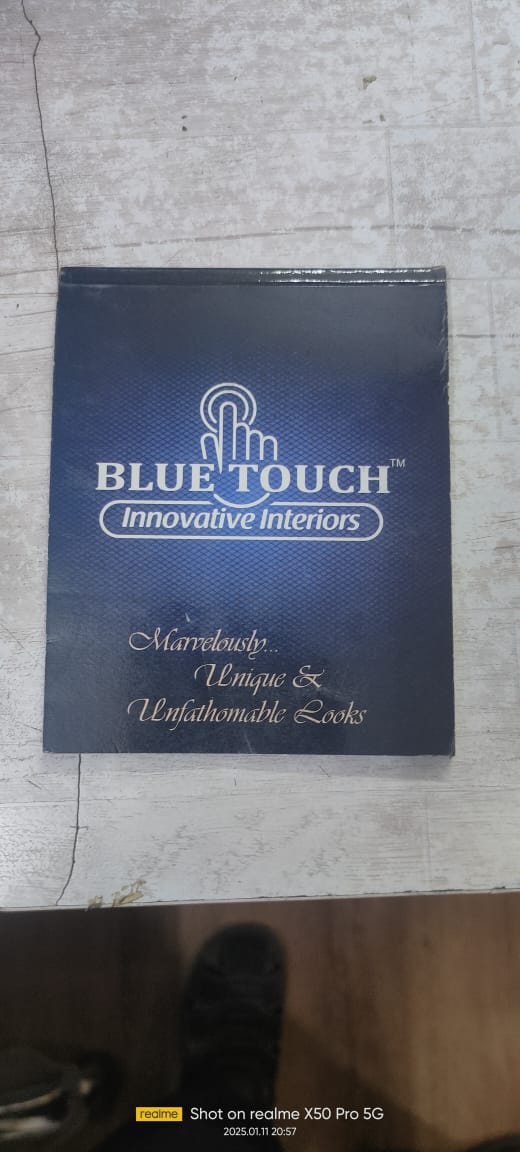 BLUE TOUCH™
Innovative Interiors
Marvelously...
Unique &
Unfathomable Looks
realme Shot on realme X50 Pro 5G
2025.01.11 20:57